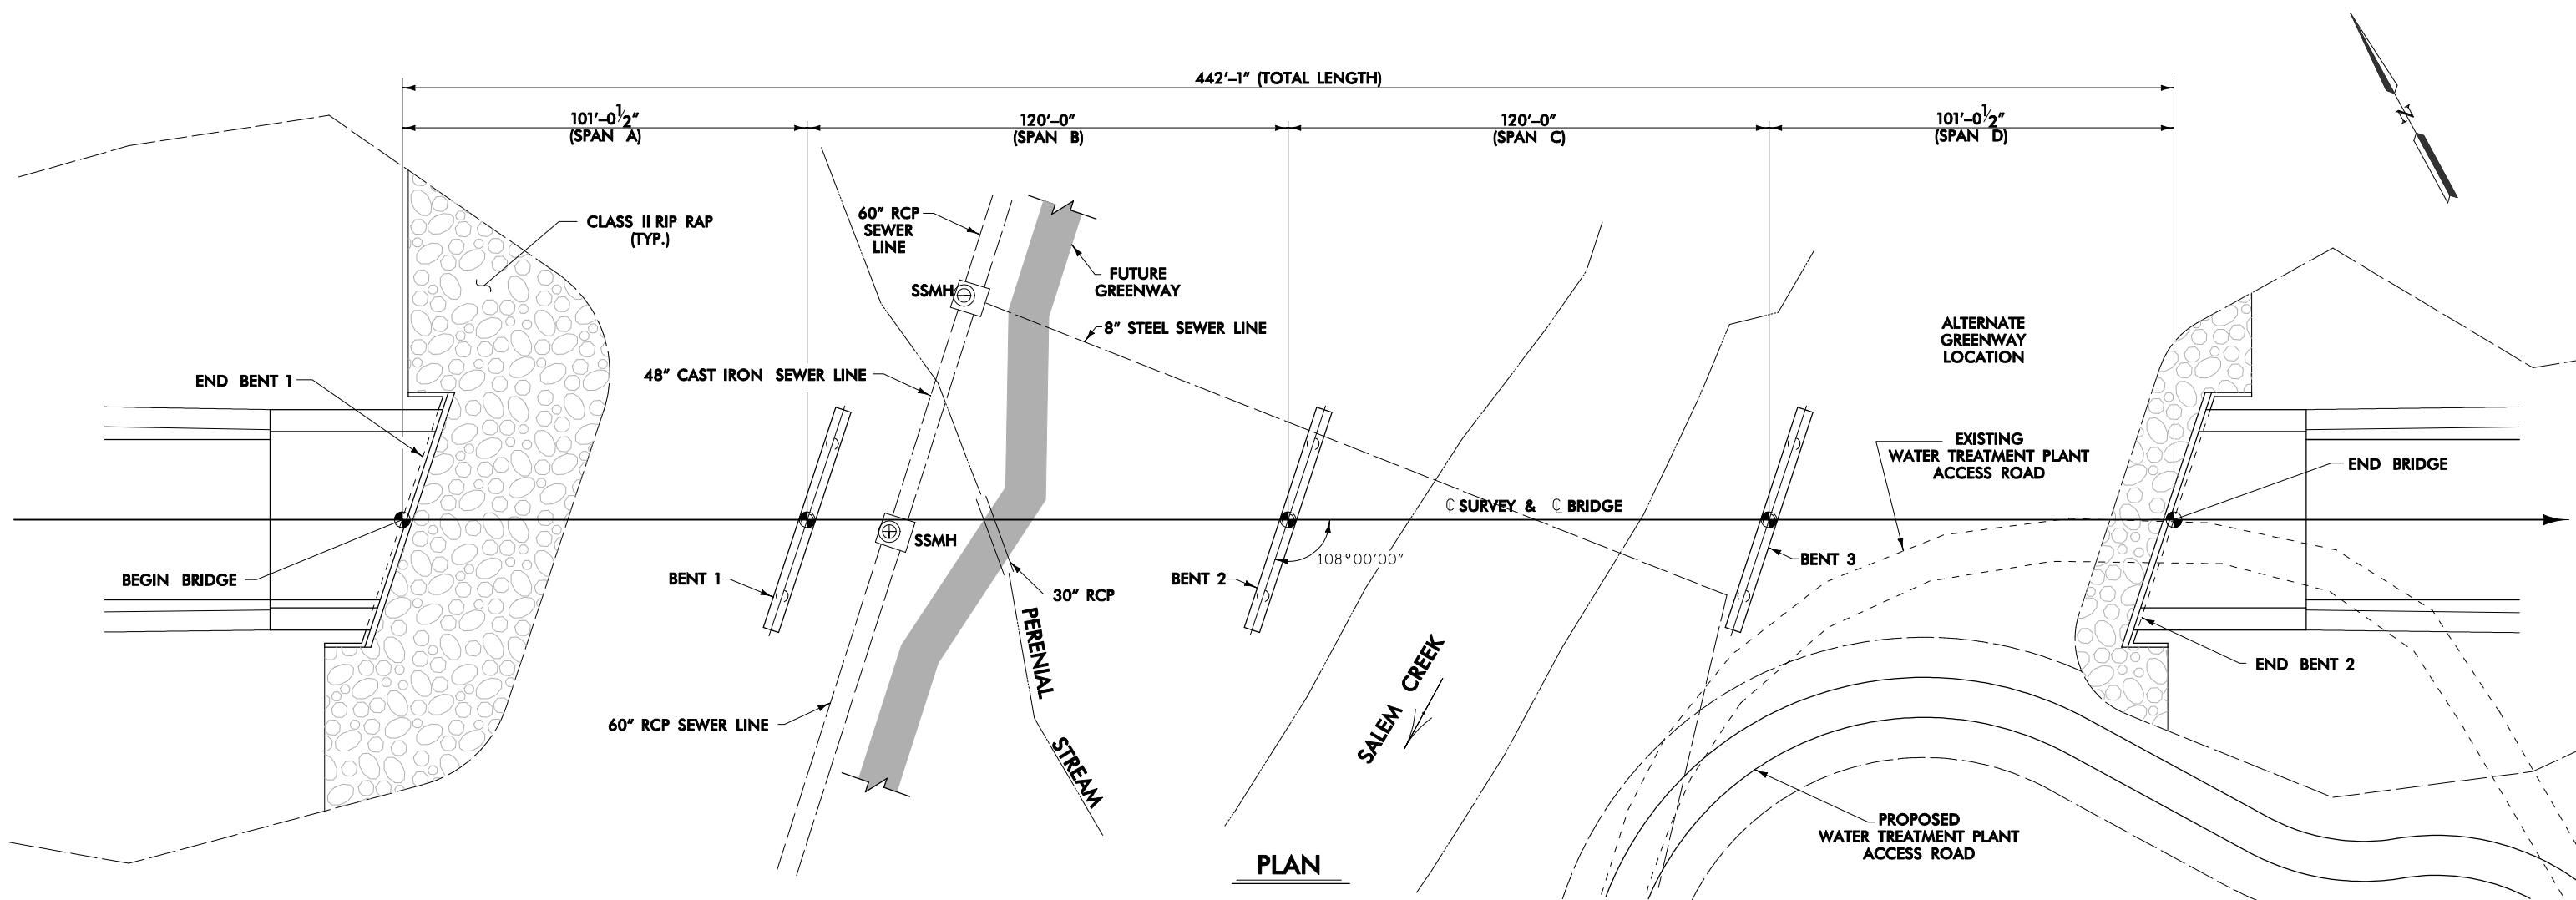 442'–1" (TOTAL LENGTH)
101'–0½"
(SPAN A)
120'–0"
(SPAN B)
120'–0"
(SPAN C)
101'–0½"
(SPAN D)
N
CLASS II RIP RAP
(TYP.)
60" RCP
SEWER
LINE
SSMH
FUTURE
GREENWAY
8" STEEL SEWER LINE
ALTERNATE
GREENWAY
LOCATION
END BENT 1
48" CAST IRON SEWER LINE
EXISTING
WATER TREATMENT PLANT
ACCESS ROAD
END BRIDGE
℄ SURVEY & ℄ BRIDGE
SSMH
108°00'00"
BEGIN BRIDGE
BENT 1
30" RCP
BENT 2
BENT 3
PERENIAL
STREAM
SALEM CREEK
END BENT 2
60" RCP SEWER LINE
PROPOSED
WATER TREATMENT PLANT
ACCESS ROAD
PLAN